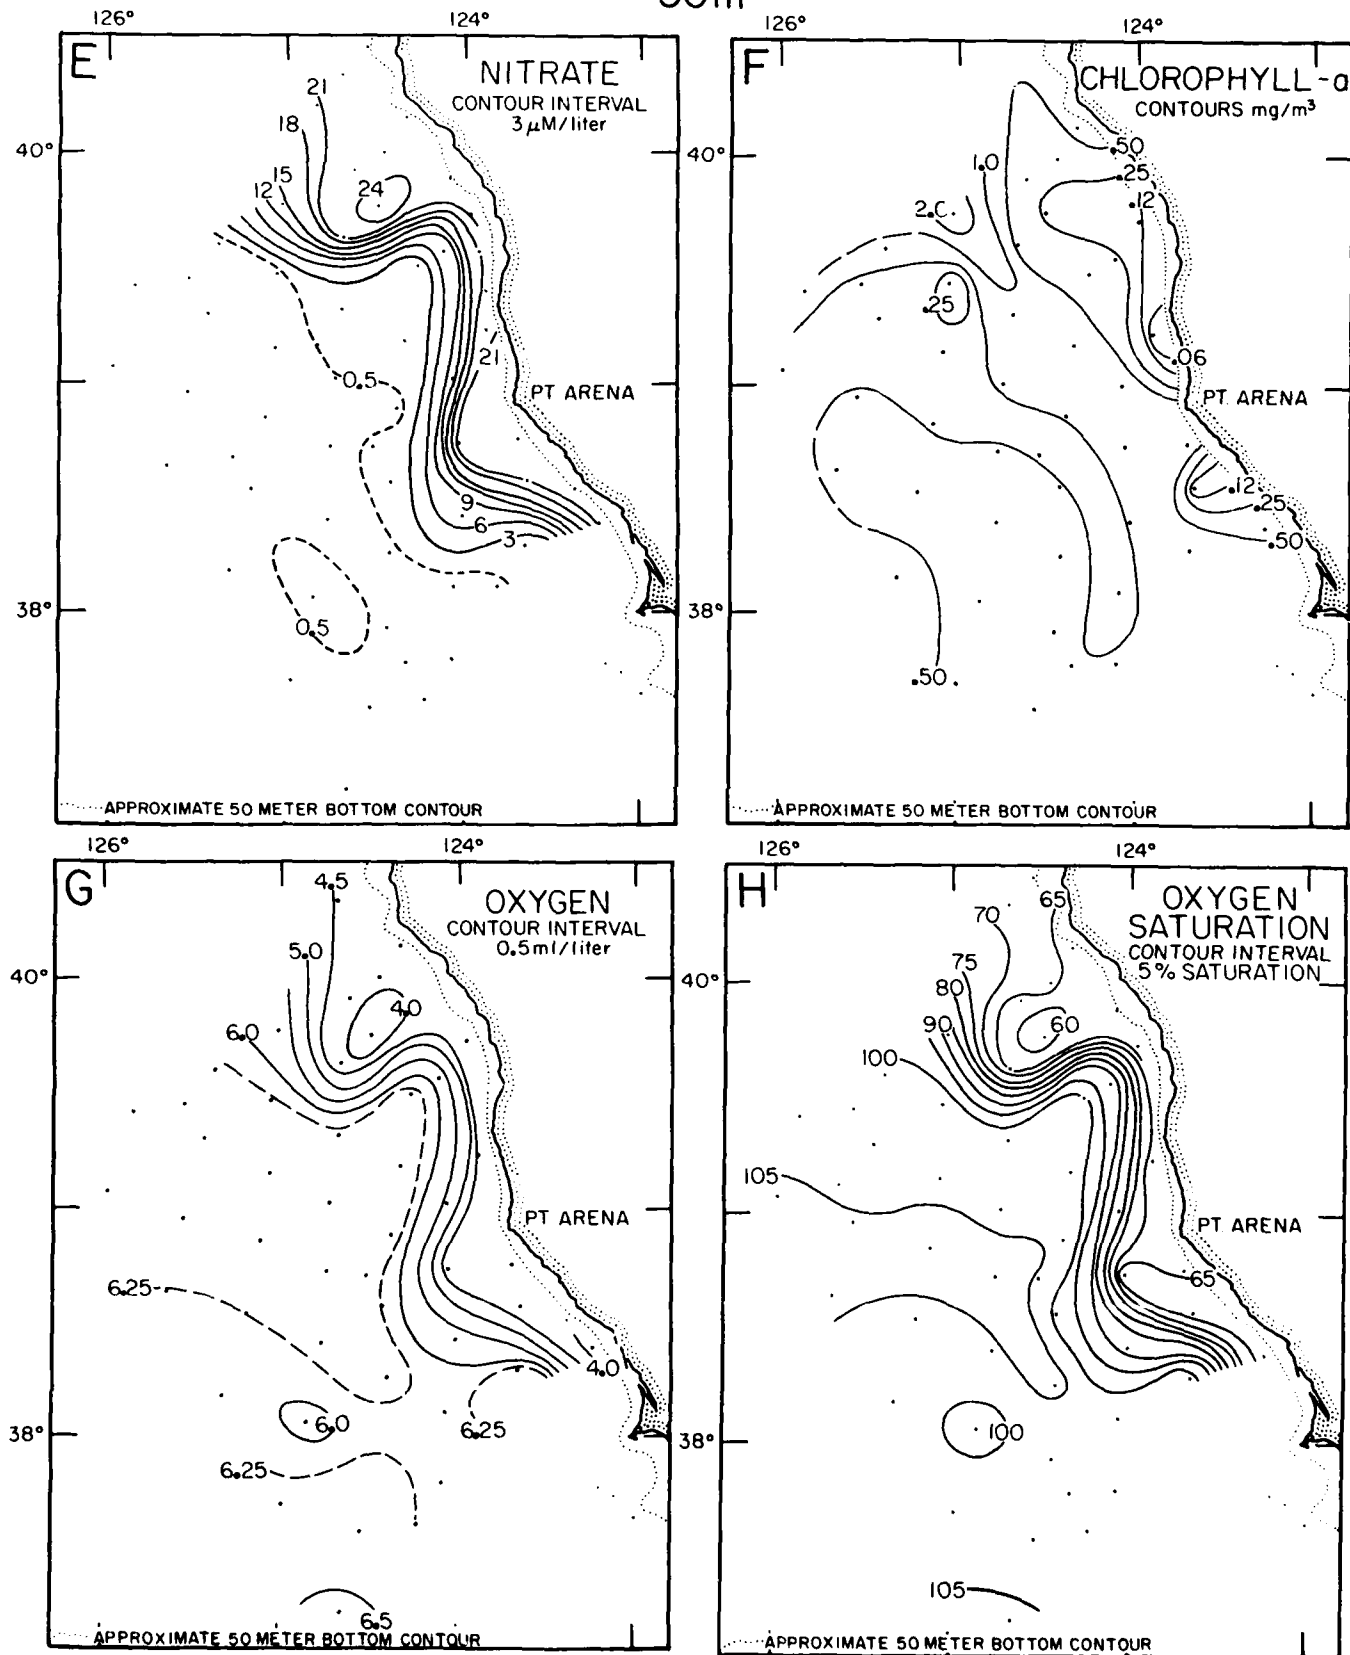 126°
124°
E
NITRATE
CONTOUR INTERVAL
3 µM/liter
21
18
40°
15
12
24
21
0.5
PT ARENA
9
6
3
38°
0.5
APPROXIMATE 50 METER BOTTOM CONTOUR
126°
124°
F
CHLOROPHYLL-a
CONTOURS mg/m³
40°
.50
1.0
.25
.12
.25
.06
PT. ARENA
.12
.25
.50
38°
.50
APPROXIMATE 50 METER BOTTOM CONTOUR
126°
124°
G
4.5
OXYGEN
CONTOUR INTERVAL
0.5ml/liter
5.0
40°
4.0
6.0
PT ARENA
6.25
4.0
6.0
6.25
38°
6.25
6.5
APPROXIMATE 50 METER BOTTOM CONTOUR
126°
124°
H
OXYGEN
SATURATION
CONTOUR INTERVAL
5% SATURATION
65
70
75
40°
80
90
60
100
105
PT ARENA
65
100
38°
105
APPROXIMATE 50 METER BOTTOM CONTOUR